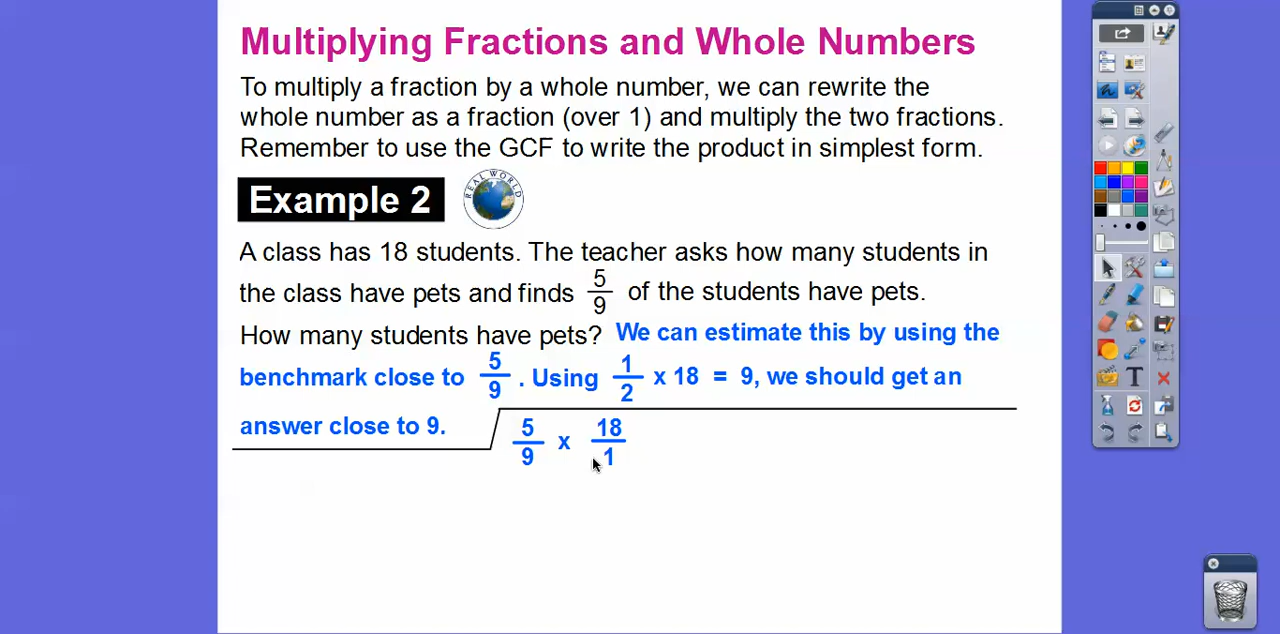 Multiplying Fractions and Whole Numbers
To multiply a fraction by a whole number, we can rewrite the
whole number as a fraction (over 1) and multiply the two fractions.
Remember to use the GCF to write the product in simplest form.
Example 2
REAL WORLD
A class has 18 students. The teacher asks how many students in
the class have pets and finds 5/9 of the students have pets.
How many students have pets? We can estimate this by using the
benchmark close to 5/9 . Using 1/2 x 18 = 9, we should get an
answer close to 9.
5/9 x 18/1
T